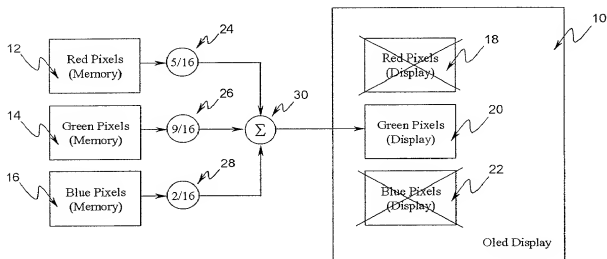 10
24
12
Red Pixels
(Memory)
5/16
Red Pixels
(Display)
18
26
30
14
Green Pixels
(Memory)
9/16
Σ
Green Pixels
(Display)
20
28
16
Blue Pixels
(Memory)
2/16
Blue Pixels
(Display)
22
Oled Display